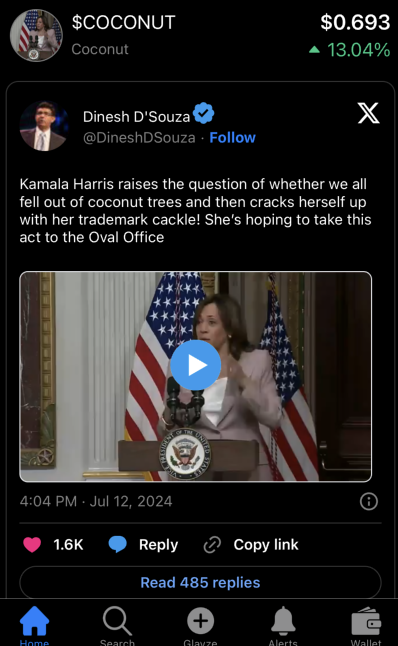 $COCONUT
$0.693
Coconut
13.04%
Dinesh D'Souza
X
@DineshDSouza · Follow
Kamala Harris raises the question of whether we all
fell out of coconut trees and then cracks herself up
with her trademark cackle! She's hoping to take this
act to the Oval Office
4:04 PM · Jul 12, 2024
1.6K
Reply
Copy link
Read 485 replies
Home
Search
Glayze
Alerts
Wallet